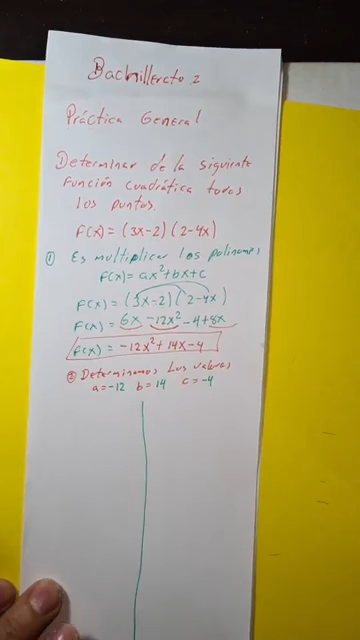 Bachillerato 2
Práctica General
Determinar de la siguiente
función cuadrática todos
los puntos.
F(x) = (3x-2)(2-4x)
① Es multiplicar los polinomios
F(x) = ax²+bx+c
F(x) = (3x-2)(2-4x)
F(x) = 6x -12x² -4 +8x
F(x) = -12x² + 14x - 4
② Determinamos Los valores
a = -12 b = 14 c = -4